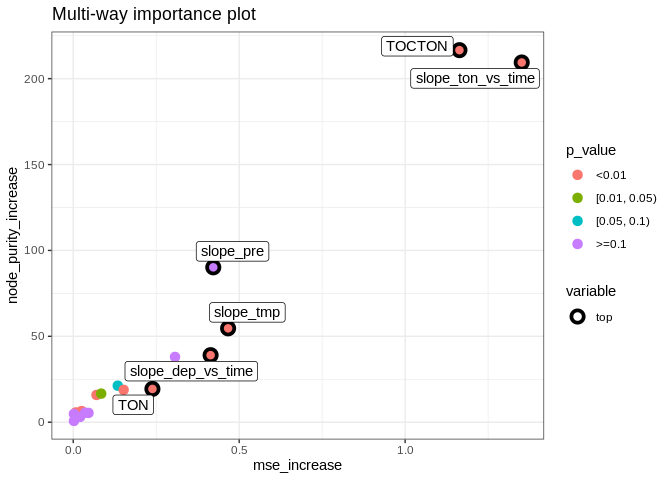 Multi-way importance plot
TOCTON
slope_ton_vs_time
slope_pre
slope_tmp
slope_dep_vs_time
TON
200
150
100
50
0
0.0
0.5
1.0
mse_increase
node_purity_increase
p_value
<0.01
[0.01, 0.05)
[0.05, 0.1)
>=0.1
variable
top